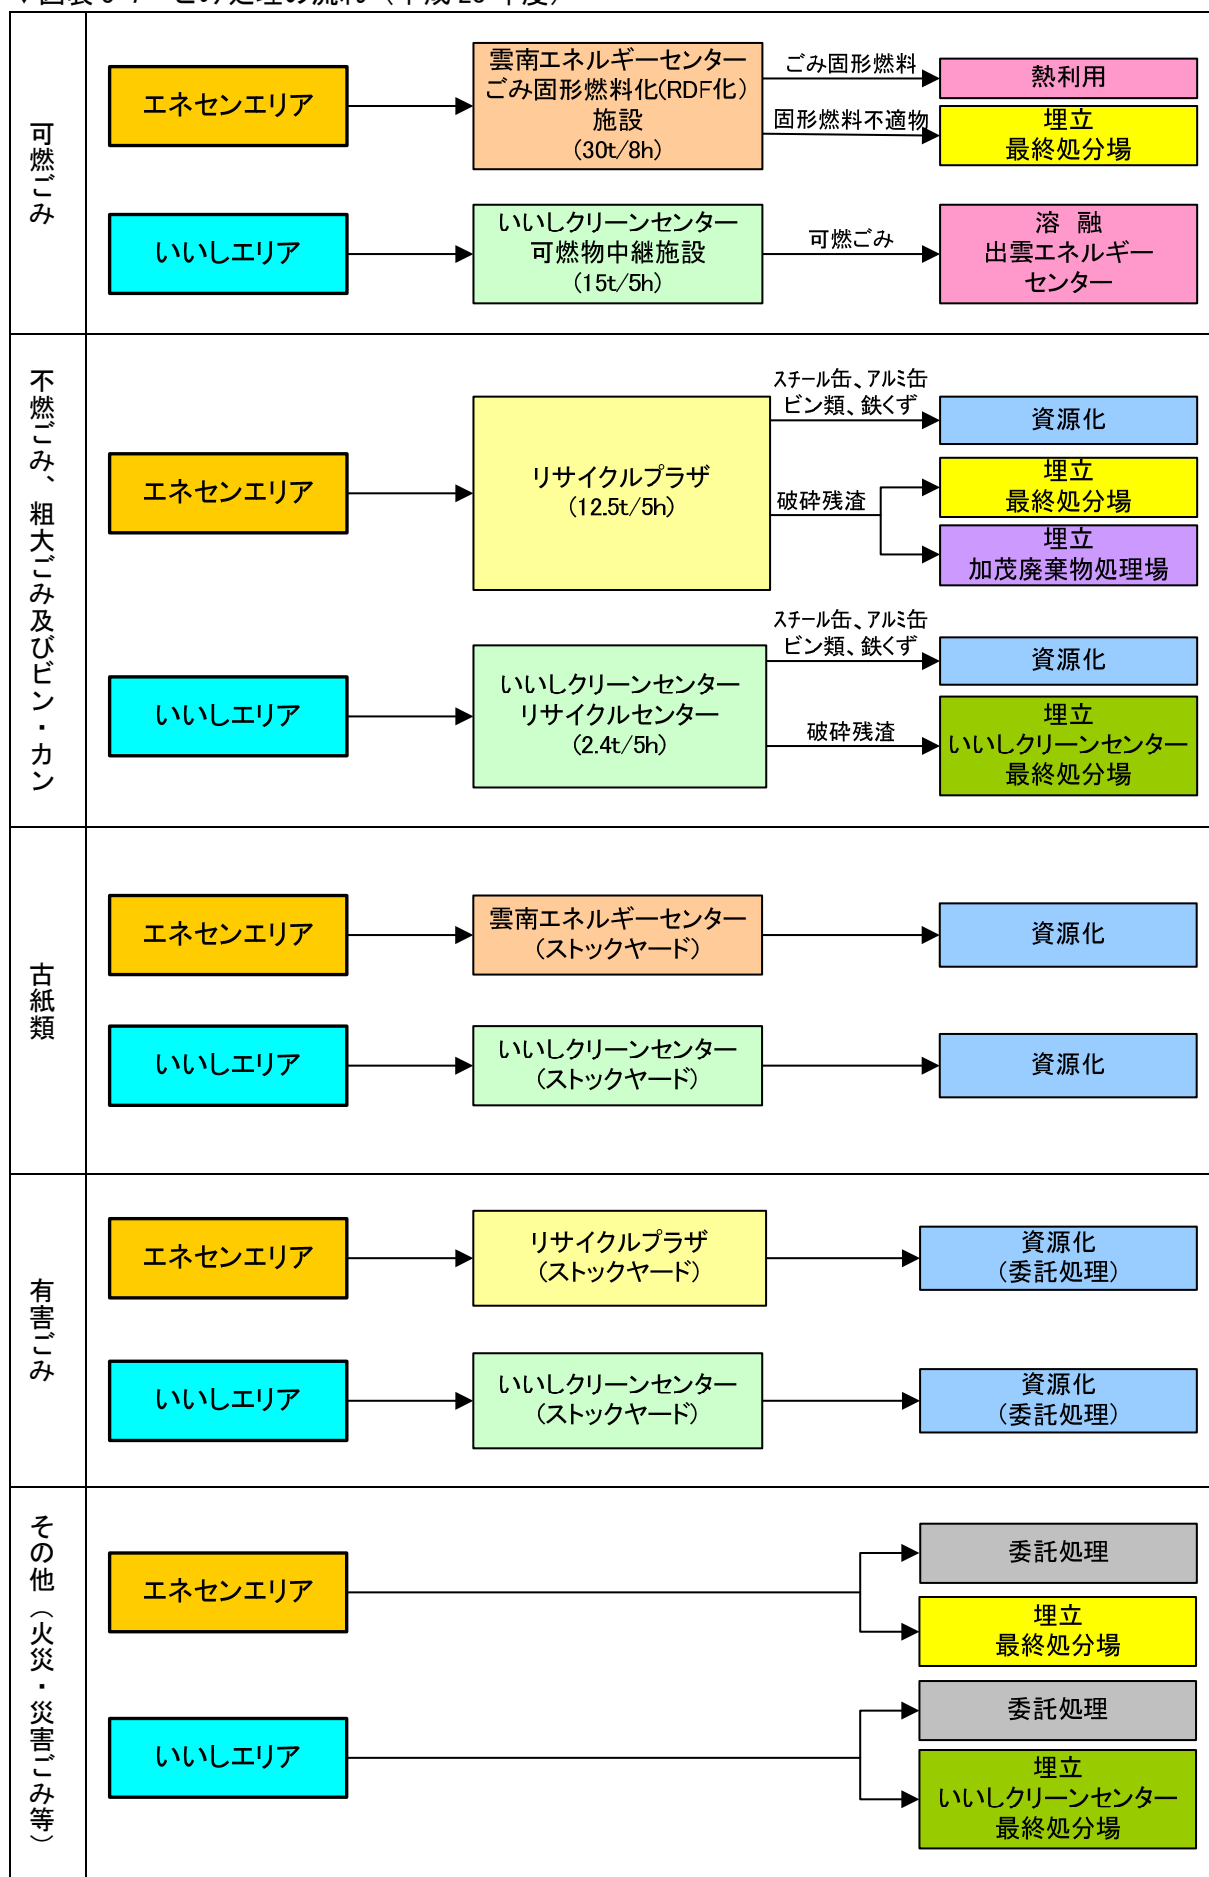 可燃ごみ
エネセンエリア
雲南エネルギーセンター
ごみ固形燃料化(RDF化)
施設
(30t/8h)
ごみ固形燃料
熱利用
固形燃料不適物
埋立
最終処分場
いいしエリア
いいしクリーンセンター
可燃物中継施設
(15t/5h)
可燃ごみ
溶 融
出雲エネルギー
センター
不燃ごみ、粗大ごみ及びビン・カン
エネセンエリア
リサイクルプラザ
(12.5t/5h)
スチール缶、アルミ缶
ビン類、鉄くず
資源化
破砕残渣
埋立
最終処分場
埋立
加茂廃棄物処理場
いいしエリア
いいしクリーンセンター
リサイクルセンター
(2.4t/5h)
スチール缶、アルミ缶
ビン類、鉄くず
資源化
破砕残渣
埋立
いいしクリーンセンター
最終処分場
古紙類
エネセンエリア
雲南エネルギーセンター
(ストックヤード)
資源化
いいしエリア
いいしクリーンセンター
(ストックヤード)
資源化
有害ごみ
エネセンエリア
リサイクルプラザ
(ストックヤード)
資源化
(委託処理)
いいしエリア
いいしクリーンセンター
(ストックヤード)
資源化
(委託処理)
その他（火災・災害ごみ等）
エネセンエリア
委託処理
埋立
最終処分場
いいしエリア
委託処理
埋立
いいしクリーンセンター
最終処分場